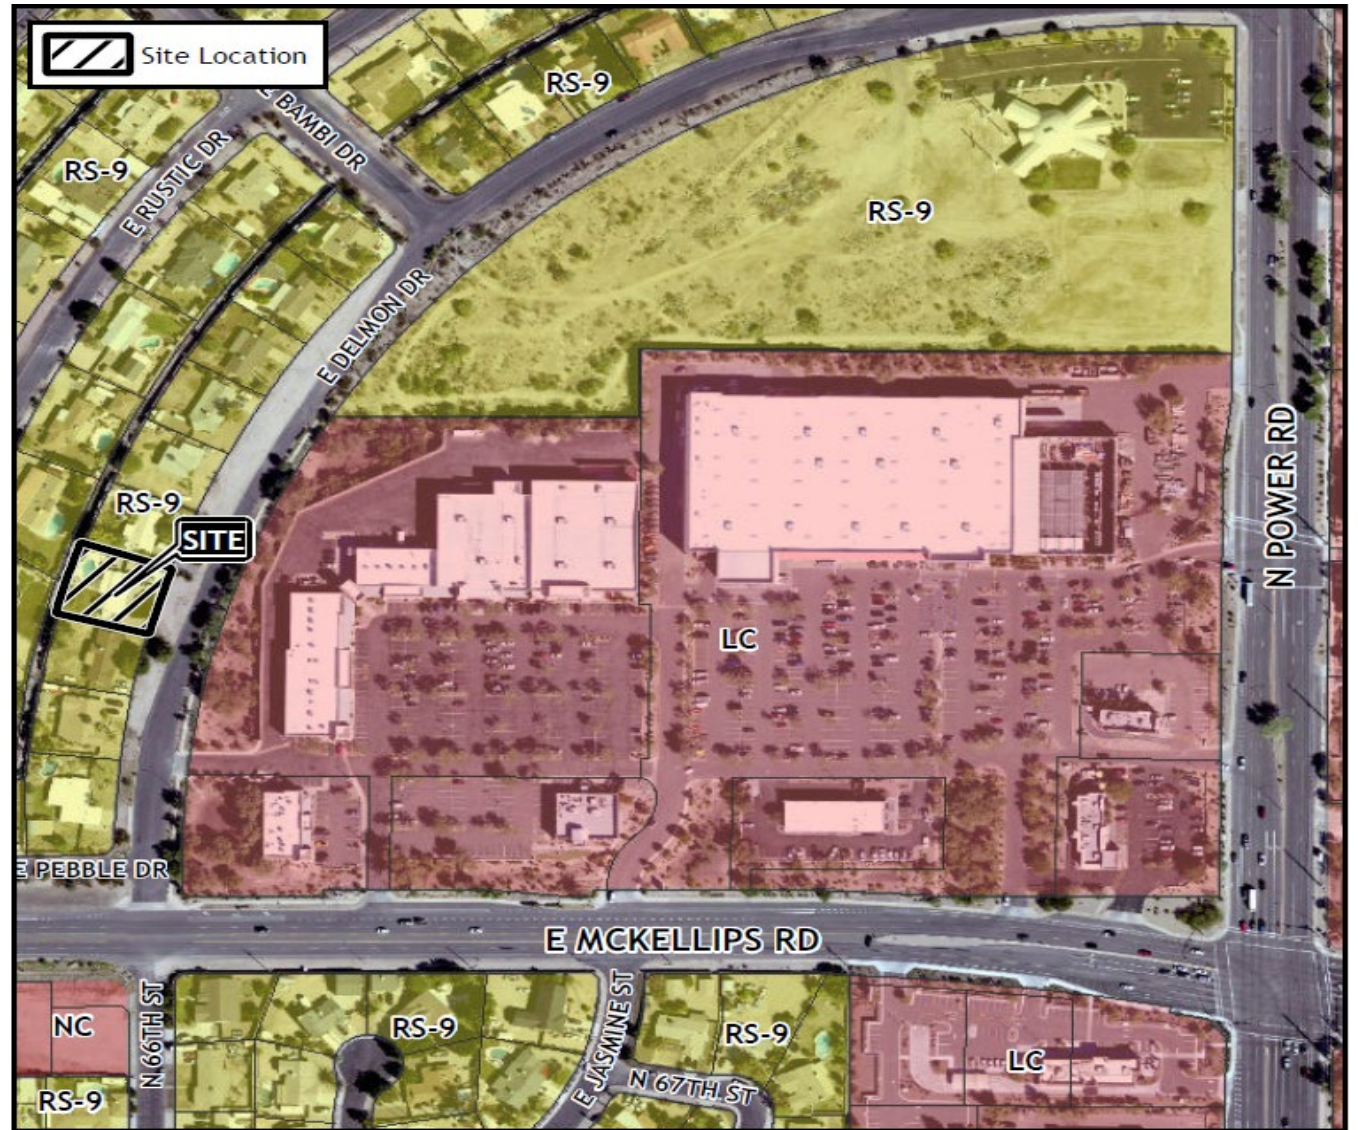 Site Location
RS-9
E BAMBI DR
RS-9
E RUSTIC DR
RS-9
E DELMON DR
N POWER RD
RS-9
SITE
LC
E PEBBLE DR
E MCKELLIPS RD
NC
N 66TH ST
RS-9
E JASMINE ST
RS-9
LC
N 67TH ST
RS-9